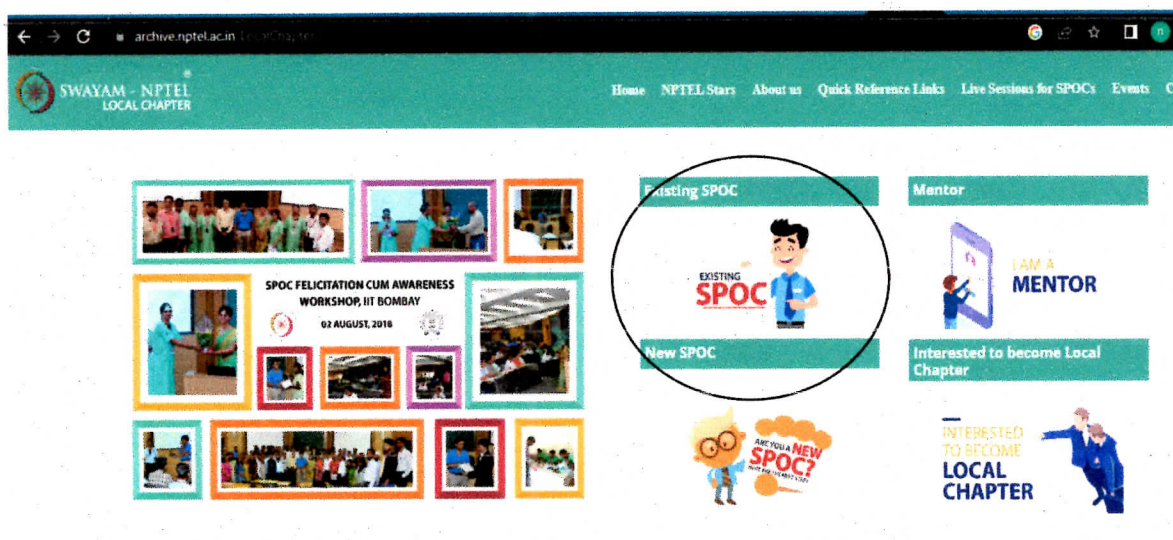 archive.nptel.ac.in/LocalChapter
n
SWAYAM - NPTEL
LOCAL CHAPTER
Home NPTEL Stars About us Quick Reference Links Live Sessions for SPOCs Events C
SPOC FELICITATION CUM AWARENESS
WORKSHOP, IIT BOMBAY
02 AUGUST, 2018
Existing SPOC
EXISTING
SPOC
Mentor
I AM A
MENTOR
New SPOC
ARE YOU A NEW
SPOC?
Interested to become Local
Chapter
INTERESTED
TO BECOME
LOCAL
CHAPTER